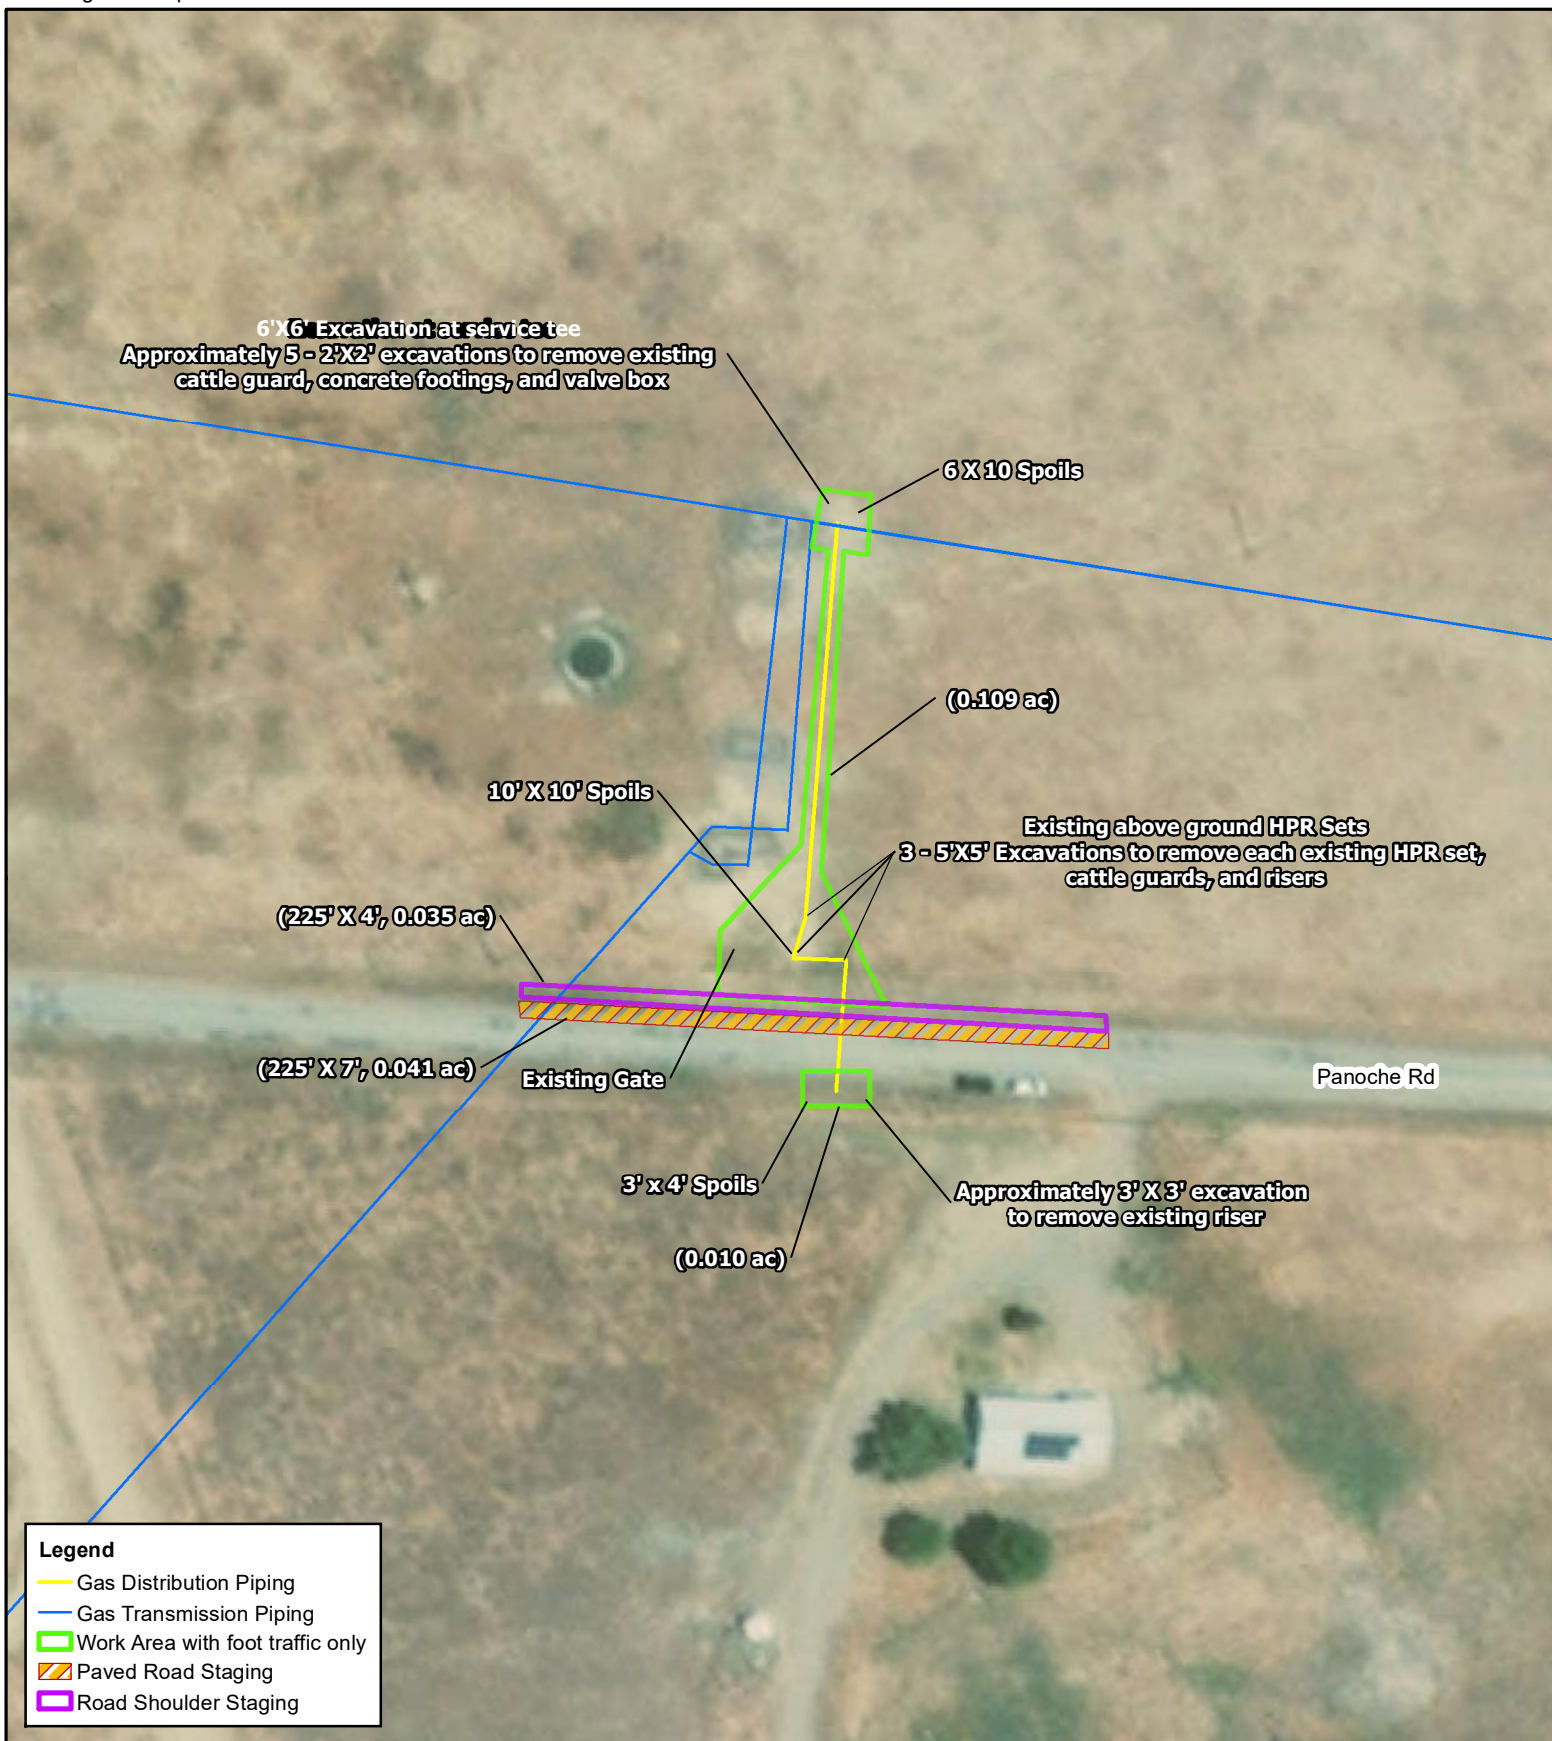 6'X6' Excavation at service tee
Approximately 5 - 2'X2' excavations to remove existing
cattle guard, concrete footings, and valve box
6 X 10 Spoils
(0.109 ac)
10' X 10' Spoils
Existing above ground HPR Sets
3 - 5'X5' Excavations to remove each existing HPR set,
cattle guards, and risers
(225' X 4', 0.035 ac)
(225' X 7', 0.041 ac)
Existing Gate
Panoche Rd
3' x 4' Spoils
Approximately 3' X 3' excavation
to remove existing riser
(0.010 ac)
Legend
Gas Distribution Piping
Gas Transmission Piping
Work Area with foot traffic only
Paved Road Staging
Road Shoulder Staging